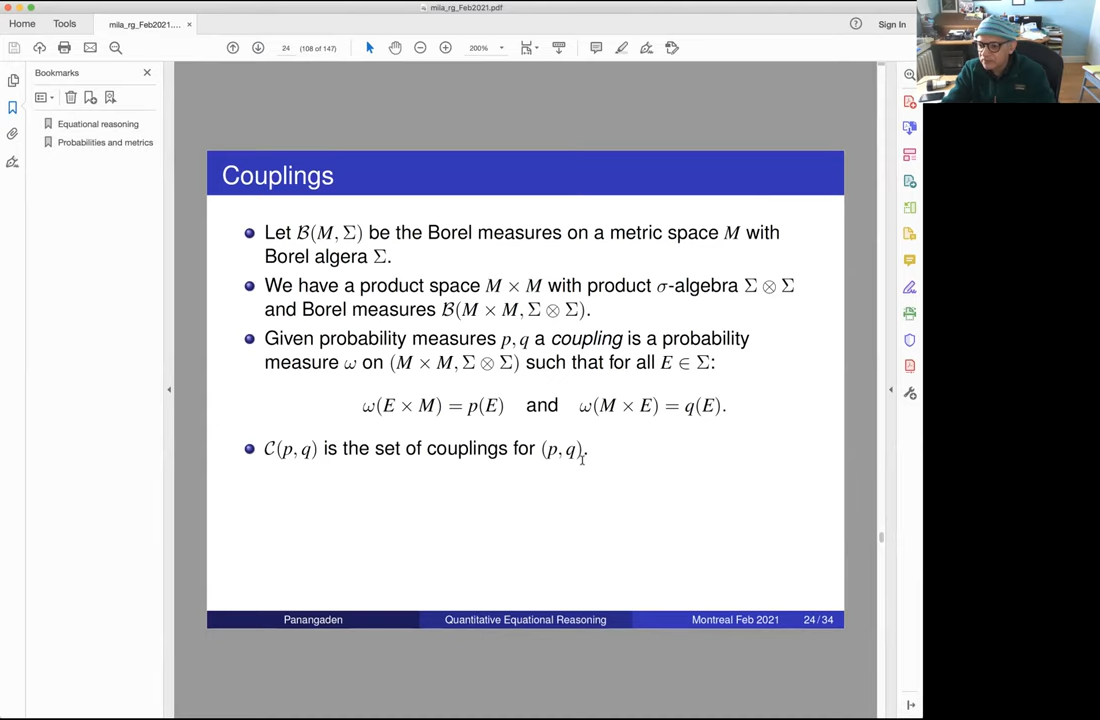 mila_rg_Feb2021.pdf
Home Tools mila_rg_Feb2021.... × Sign In
24 (108 of 147) 200%
Bookmarks
Equational reasoning
Probabilities and metrics
Couplings
Let ℬ(M, Σ) be the Borel measures on a metric space M with
Borel algera Σ.
We have a product space M × M with product σ-algebra Σ ⊗ Σ
and Borel measures ℬ(M × M, Σ ⊗ Σ).
Given probability measures p, q a coupling is a probability
measure ω on (M × M, Σ ⊗ Σ) such that for all E ∈ Σ:
ω(E × M) = p(E) and ω(M × E) = q(E).
𝒞(p, q) is the set of couplings for (p, q).
Panangaden Quantitative Equational Reasoning Montreal Feb 2021 24 / 34